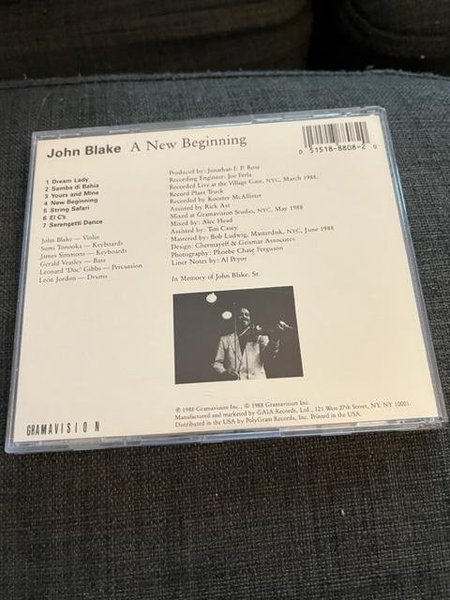 John Blake A New Beginning
0 51518-8808-2 0
1 Dream Lady
2 Samba di Bahia
3 Yours and Mine
4 New Beginning
5 String Safari
6 El C's
7 Serengetti Dance
John Blake — Violin
Sumi Tonooka — Keyboards
James Simmons — Keyboards
Gerald Veasley — Bass
Leonard 'Doc' Gibbs — Percussion
Leon Jordon — Drums
Produced by: Jonathan F. P. Rose
Recording Engineer: Joe Ferla
Recorded Live at the Village Gate, NYC, March 1988,
Record Plant Truck
Recorded by Kooster McAllister
Assisted by Rick Ast
Mixed at Gramavision Studio, NYC, May 1988
Mixed by: Alec Head
Assisted by: Tim Casey
Mastered by: Bob Ludwig, Masterdisk, NYC, June 1988
Design: Chermayeff & Geismar Associates
Photography: Phoebe Chase Ferguson
Liner Notes by: Al Pryor
In Memory of John Blake, Sr.
℗ 1988 Gramavision Inc., © 1988 Gramavision Inc.
Manufactured and marketed by GAIA Records, Ltd., 121 West 27th Street, NY, NY 10001.
Distributed in the USA by PolyGram Records, Inc. Printed in the USA.
GRAMAVISION